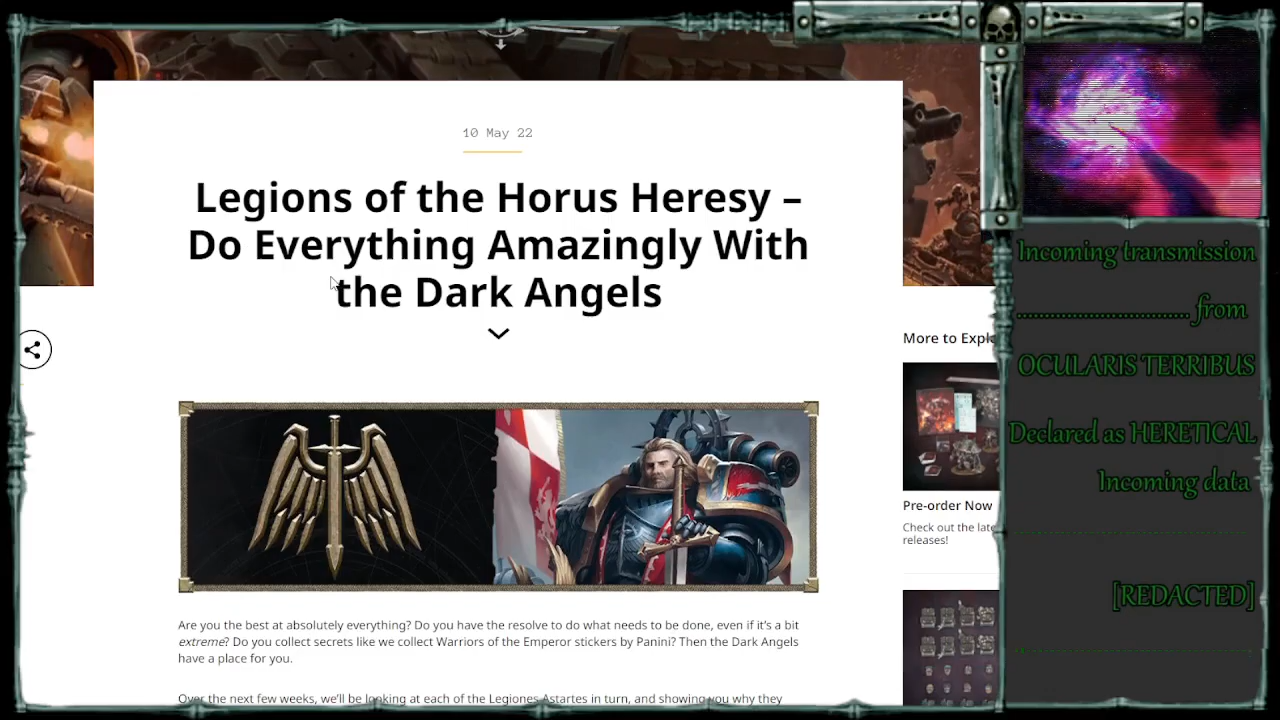 10 May 22
Legions of the Horus Heresy –
Do Everything Amazingly With
the Dark Angels
Are you the best at absolutely everything? Do you have the resolve to do what needs to be done, even if it's a bit
extreme? Do you collect secrets like we collect Warriors of the Emperor stickers by Panini? Then the Dark Angels
have a place for you.
Over the next few weeks, we'll be looking at each of the Legiones Astartes in turn, and showing you why they
More to Explo
Pre-order Now
Check out the late
releases!
Incoming transmission
................................ from
OCULARIS TERRIBUS
Declared as HERETICAL
Incoming data
[REDACTED]